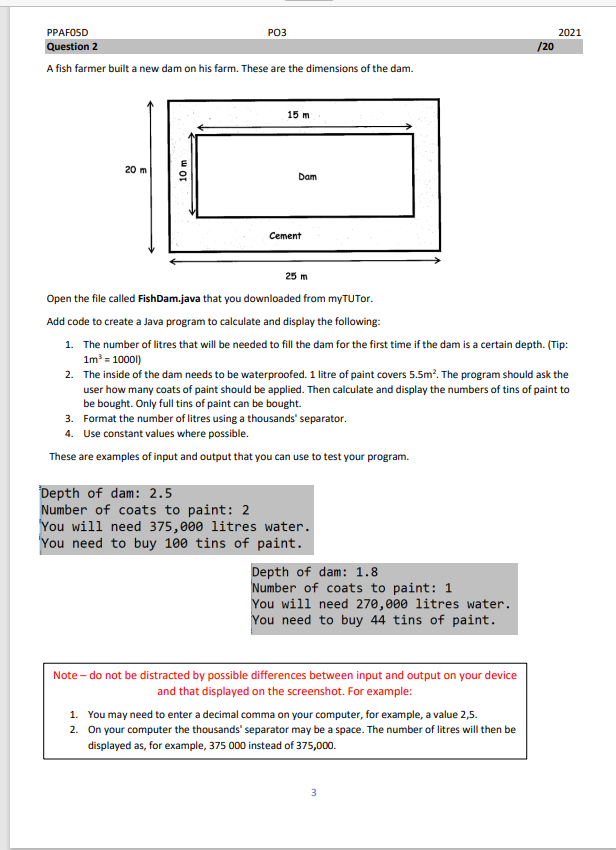 PPAF05D PO3 2021
Question 2 /20
A fish farmer built a new dam on his farm. These are the dimensions of the dam.
15 m
20 m
10 m
Dam
Cement
25 m
Open the file called FishDam.java that you downloaded from myTUTor.
Add code to create a Java program to calculate and display the following:
1. The number of litres that will be needed to fill the dam for the first time if the dam is a certain depth. (Tip:
1m³ = 1000l)
2. The inside of the dam needs to be waterproofed. 1 litre of paint covers 5.5m². The program should ask the
user how many coats of paint should be applied. Then calculate and display the numbers of tins of paint to
be bought. Only full tins of paint can be bought.
3. Format the number of litres using a thousands' separator.
4. Use constant values where possible.
These are examples of input and output that you can use to test your program.
Depth of dam: 2.5
Number of coats to paint: 2
You will need 375,000 litres water.
You need to buy 100 tins of paint.
Depth of dam: 1.8
Number of coats to paint: 1
You will need 270,000 litres water.
You need to buy 44 tins of paint.
Note – do not be distracted by possible differences between input and output on your device
and that displayed on the screenshot. For example:
1. You may need to enter a decimal comma on your computer, for example, a value 2,5.
2. On your computer the thousands' separator may be a space. The number of litres will then be
displayed as, for example, 375 000 instead of 375,000.
3